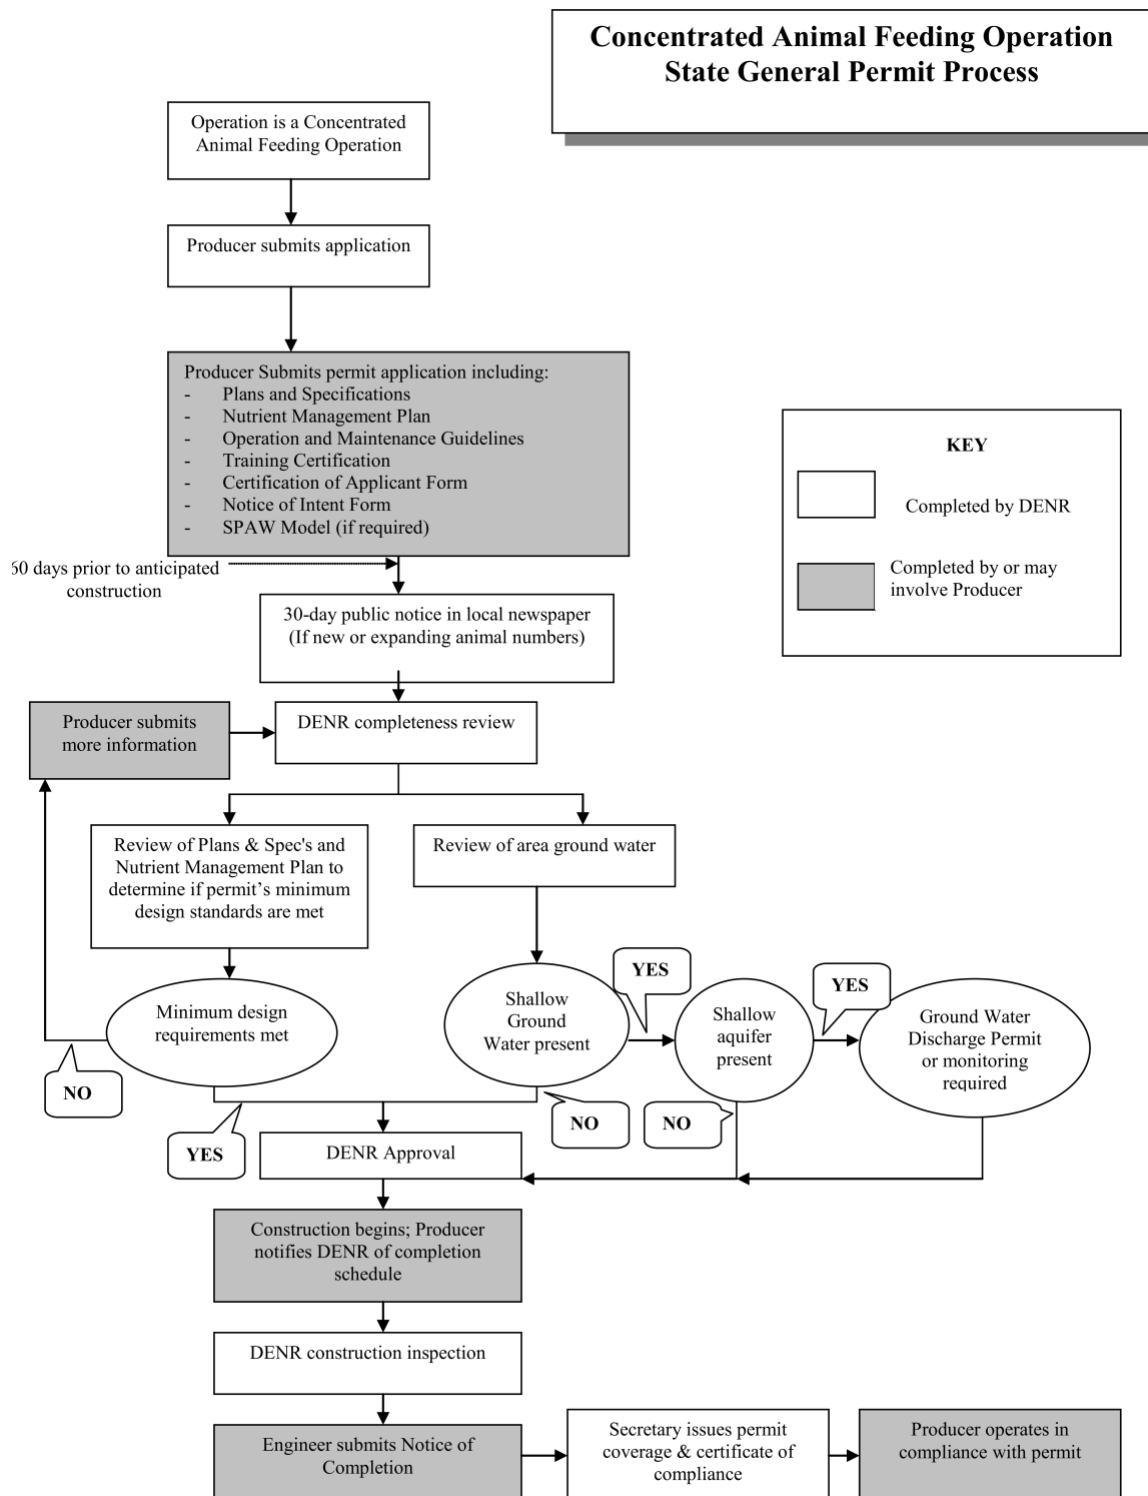 Concentrated Animal Feeding Operation
State General Permit Process
Operation is a Concentrated
Animal Feeding Operation
Producer submits application
Producer Submits permit application including:
- Plans and Specifications
- Nutrient Management Plan
- Operation and Maintenance Guidelines
- Training Certification
- Certification of Applicant Form
- Notice of Intent Form
- SPAW Model (if required)
KEY
Completed by DENR
Completed by or may
involve Producer
days prior to anticipated
construction
30-day public notice in local newspaper
(If new or expanding animal numbers)
Producer submits
more information
DENR completeness review
Review of Plans & Spec's and
Nutrient Management Plan to
determine if permit’s minimum
design standards are met
Review of area ground water
Minimum design
requirements met
Shallow
Ground
Water present
YES
Shallow
aquifer
present
YES
Ground Water
Discharge Permit
or monitoring
required
NO
YES
NO
NO
DENR Approval
Construction begins; Producer
notifies DENR of completion
schedule
DENR construction inspection
Engineer submits Notice of
Completion
Secretary issues permit
coverage & certificate of
compliance
Producer operates in
compliance with permit